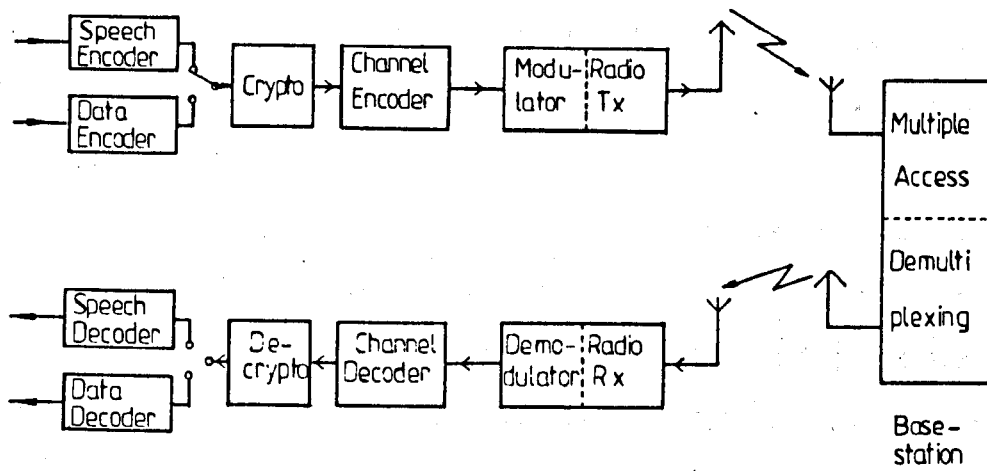 Speech
Encoder
Data
Encoder
Crypto
Channel
Encoder
Modu-
lator
Radio
Tx
Multiple
Access
Demulti
plexing
Base-
station
Speech
Decoder
Data
Decoder
De-
crypto
Channel
Decoder
Demo-
dulator
Radio
Rx